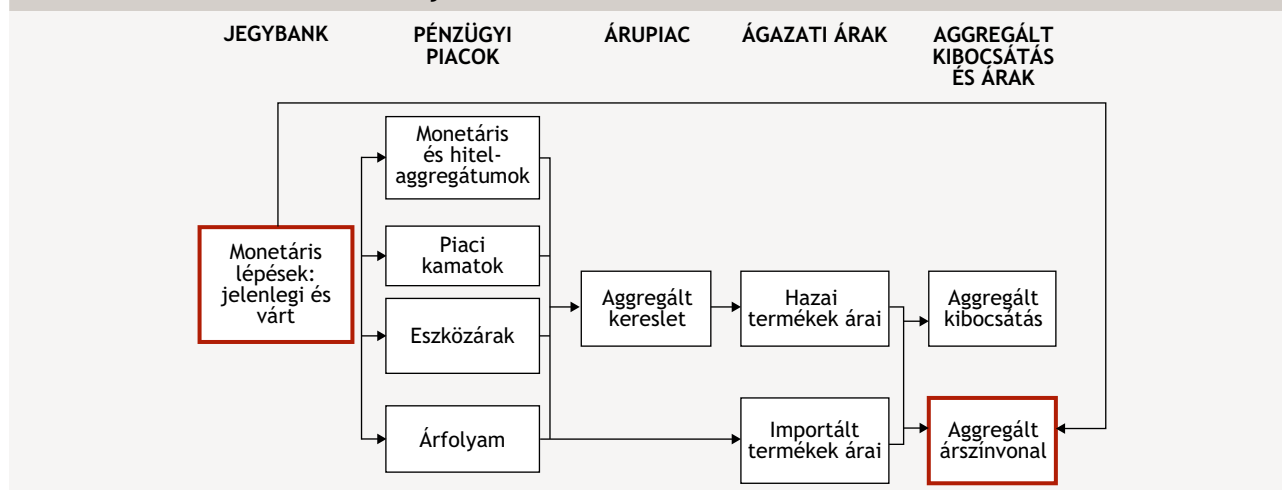 JEGYBANK
PÉNZÜGYI
PIACOK
ÁRUPIAC
ÁGAZATI ÁRAK
AGGREGÁLT
KIBOCSÁTÁS
ÉS ÁRAK
Monetáris
és hitel-
aggregátumok
Monetáris
lépések:
jelenlegi és
várt
Piaci
kamatok
Eszközárak
Árfolyam
Aggregált
kereslet
Hazai
termékek árai
Importált
termékek árai
Aggregált
kibocsátás
Aggregált
árszínvonal